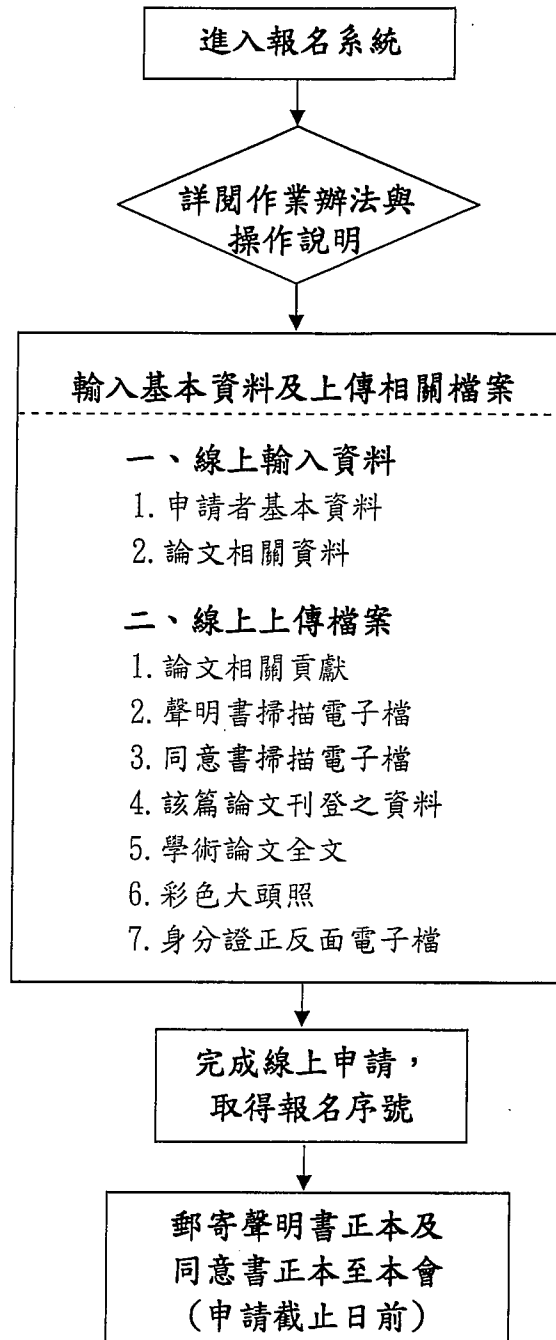 進入報名系統
詳閱作業辦法與
操作說明
輸入基本資料及上傳相關檔案
一、線上輸入資料
1. 申請者基本資料
2. 論文相關資料
二、線上上傳檔案
1. 論文相關貢獻
2. 聲明書掃描電子檔
3. 同意書掃描電子檔
4. 該篇論文刊登之資料
5. 學術論文全文
6. 彩色大頭照
7. 身分證正反面電子檔
完成線上申請，
取得報名序號
郵寄聲明書正本及
同意書正本至本會
（申請截止日前）